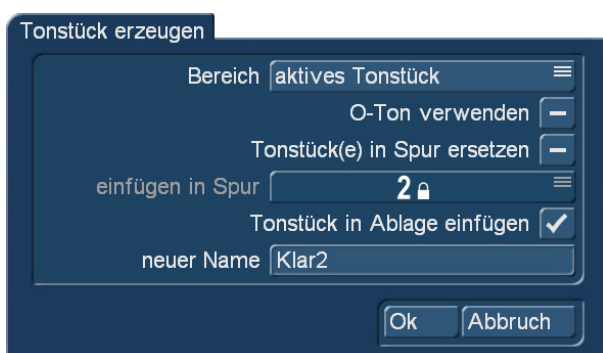 Tonstück erzeugen
Bereich aktives Tonstück
O-Ton verwenden
Tonstück(e) in Spur ersetzen
einfügen in Spur 2
Tonstück in Ablage einfügen
neuer Name Klar2
Ok Abbruch